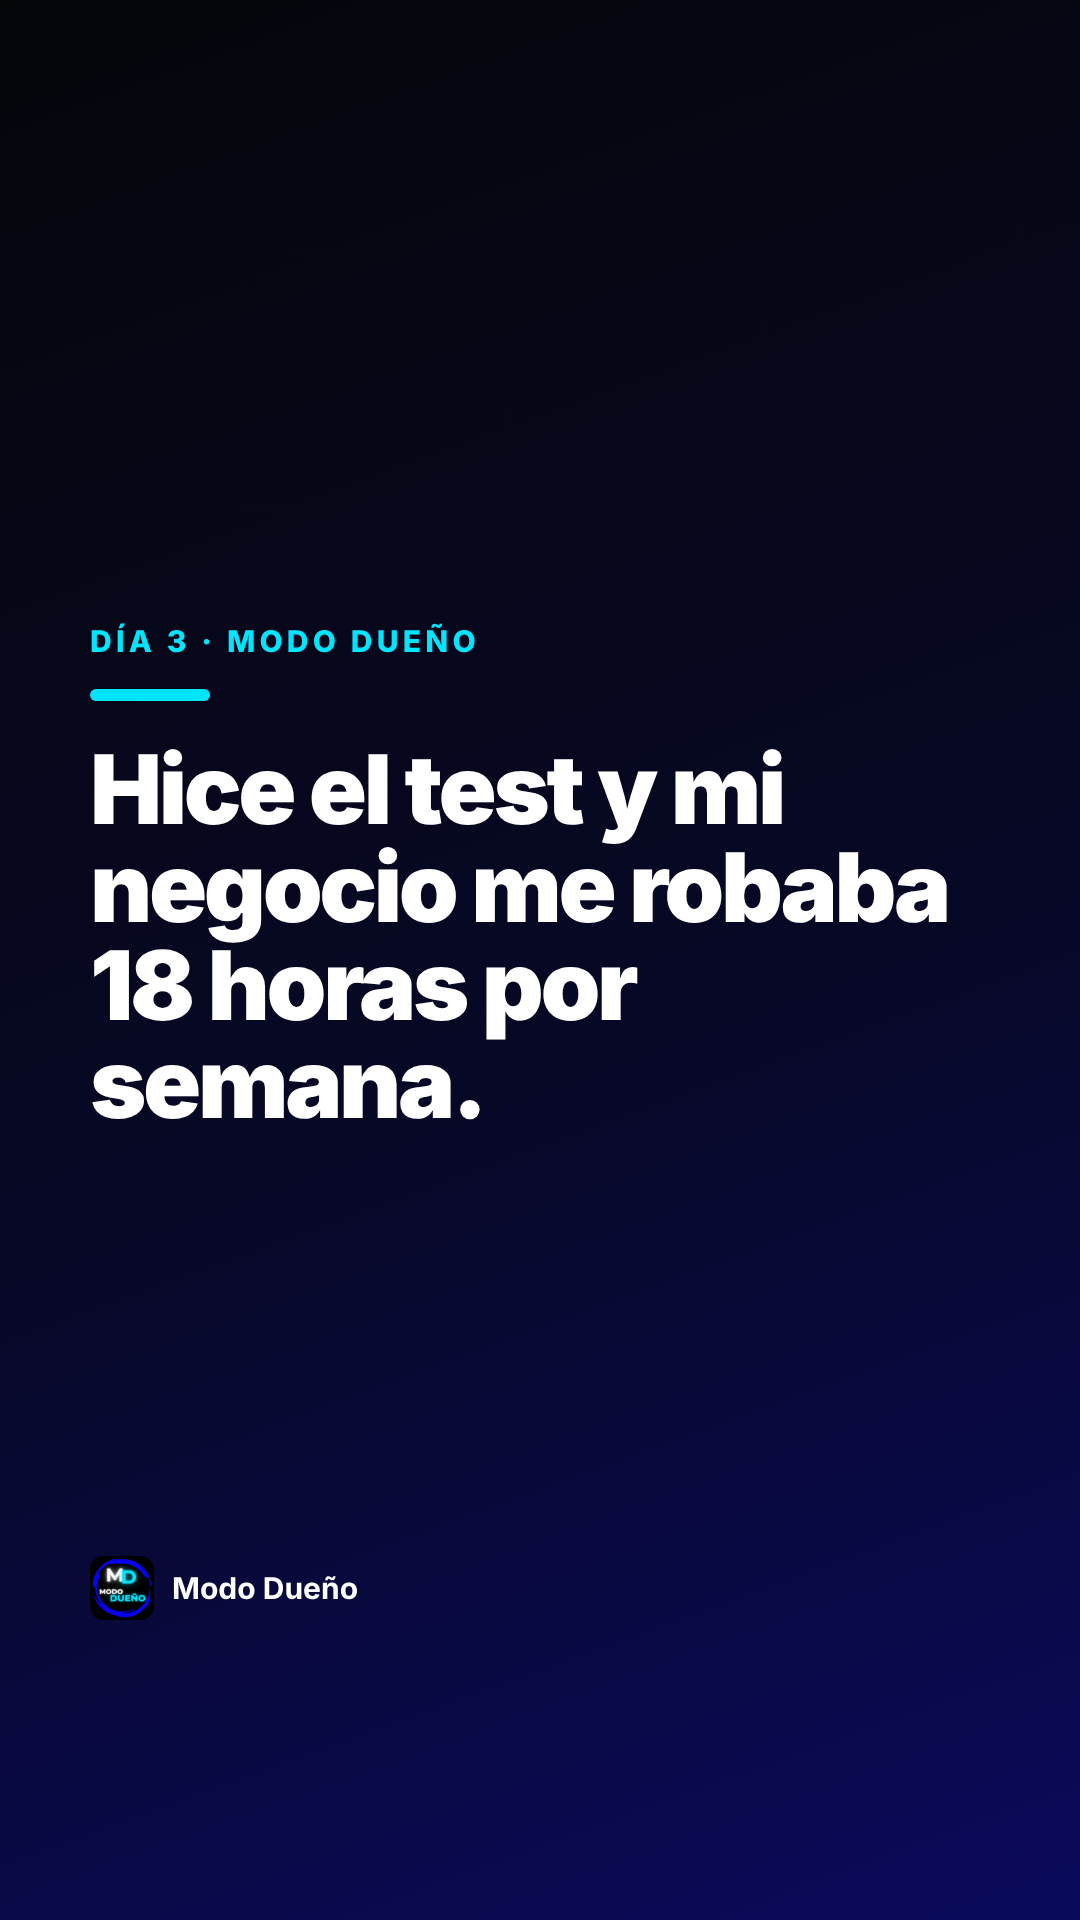 DÍA 3 · MODO DUEÑO
Hice el test y mi
negocio me robaba
18 horas por
semana.
MD
MODO
DUEÑO
Modo Dueño